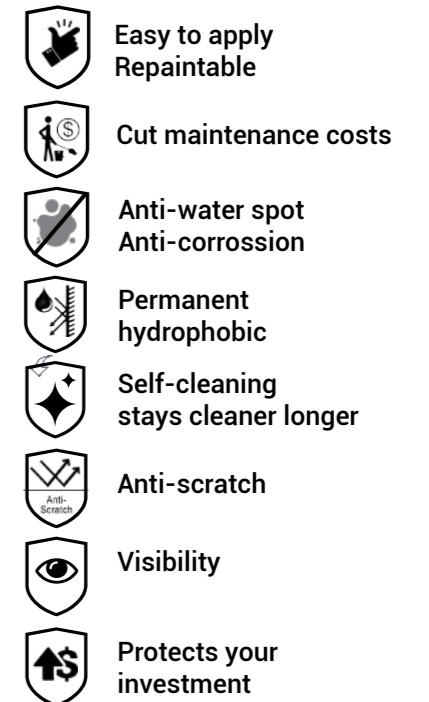 Easy to apply
Repaintable
$
Cut maintenance costs
Anti-water spot
Anti-corrossion
Permanent
hydrophobic
Self-cleaning
stays cleaner longer
Anti-
Scratch
Anti-scratch
Visibility
$
Protects your
investment